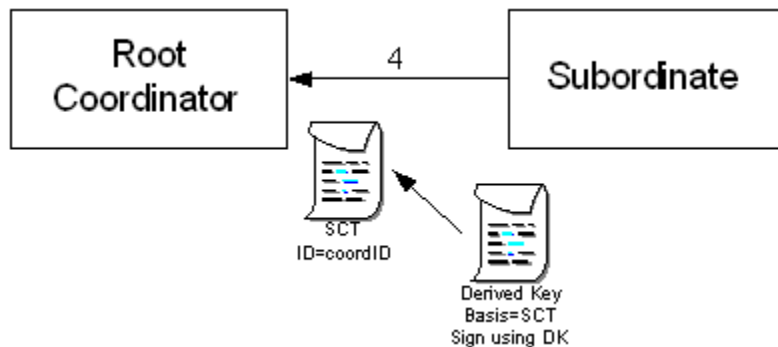 Root
Coordinator
4
Subordinate
SCT
ID=coordID
Derived Key
Basis=SCT
Sign using DK